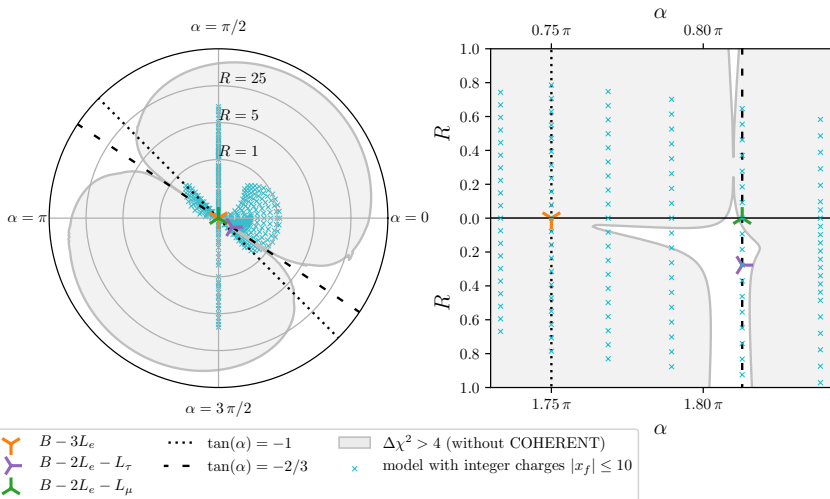 α = π/2
R = 25
R = 5
R = 1
α = π
α = 0
α = 3 π/2
α
0.75 π
0.80 π
R
1.0
0.8
0.6
0.4
0.2
0.0
0.2
0.4
0.6
0.8
1.0
R
1.75 π
1.80 π
α
B − 3L_e
B − 2L_e − L_τ
B − 2L_e − L_μ
tan(α) = −1
tan(α) = −2/3
Δχ² > 4 (without COHERENT)
model with integer charges |x_f| ≤ 10